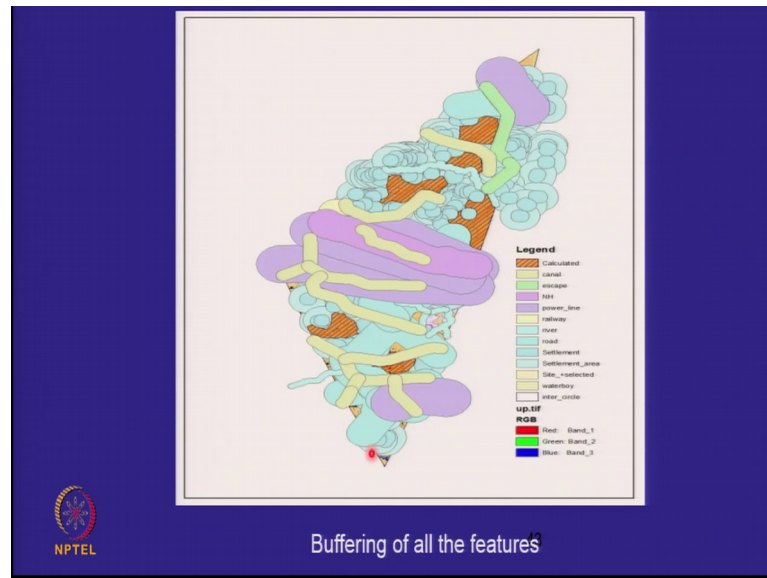 Legend
Calculated
canal
escape
NH
power_line
railway
river
road
Settlement
Settlement_area
Site_+selected
waterboy
inter_circle
up.tif
RGB
Red: Band_1
Green: Band_2
Blue: Band_3
NPTEL
Buffering of all the features